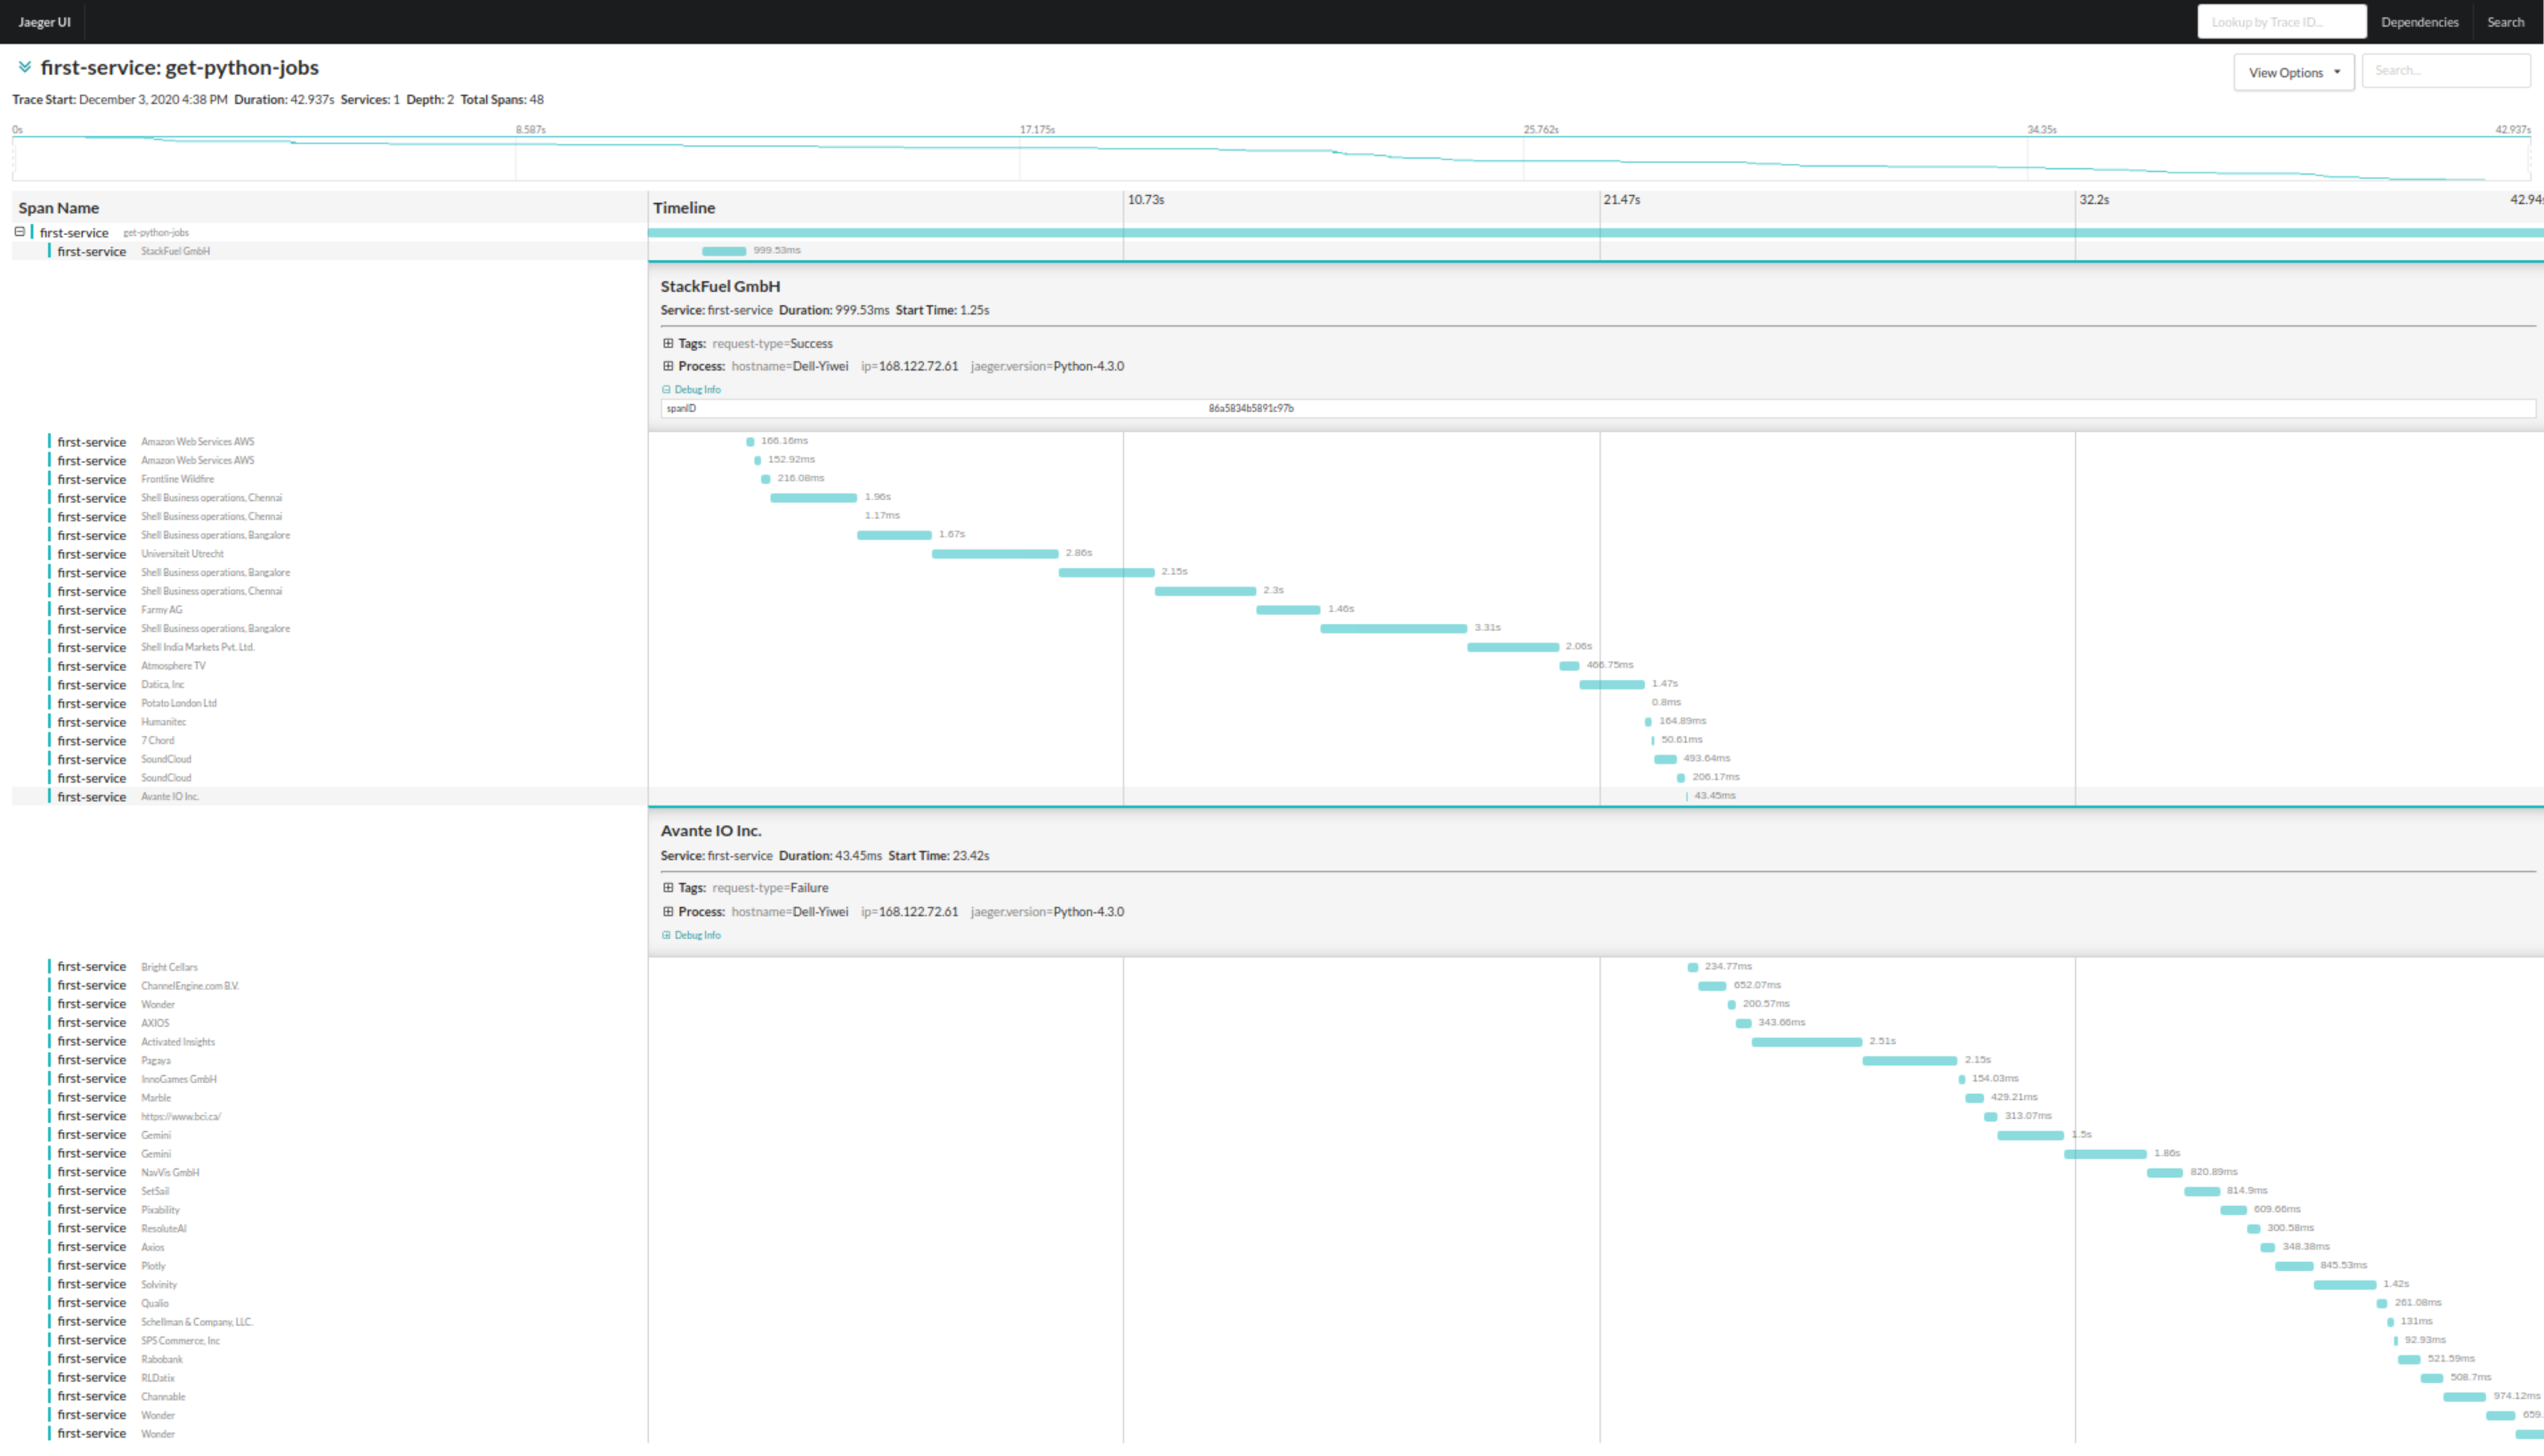 Jaeger UI Lookup by Trace ID... Dependencies Search
first-service: get-python-jobs View Options Search...
Trace Start: December 3, 2020 4:38 PM Duration: 42.937s Services: 1 Depth: 2 Total Spans: 48
0s 8.587s 17.175s 25.762s 34.35s 42.937s
Span Name Timeline 10.73s 21.47s 32.2s 42.94s
first-service get-python-jobs
first-service StackFuel GmbH 999.53ms
StackFuel GmbH
Service: first-service Duration: 999.53ms Start Time: 1.25s
Tags: request-type=Success
Process: hostname=Dell-Yiwei ip=168.122.72.61 jaeger.version=Python-4.3.0
Debug Info
spanID 86a5834b5891c97b
first-service Amazon Web Services AWS 166.16ms
first-service Amazon Web Services AWS 152.92ms
first-service Frontline Wildfire 216.08ms
first-service Shell Business operations, Chennai 1.96s
first-service Shell Business operations, Chennai 1.17ms
first-service Shell Business operations, Bangalore 1.67s
first-service Universiteit Utrecht 2.86s
first-service Shell Business operations, Bangalore 2.15s
first-service Shell Business operations, Chennai 2.3s
first-service Farmy AG 1.46s
first-service Shell Business operations, Bangalore 3.31s
first-service Shell India Markets Pvt. Ltd. 2.06s
first-service Atmosphere TV 466.75ms
first-service Datica, Inc 1.47s
first-service Potato London Ltd 0.8ms
first-service Humanitec 164.89ms
first-service 7 Chord 50.61ms
first-service SoundCloud 493.64ms
first-service SoundCloud 206.17ms
first-service Avante IO Inc. 43.45ms
Avante IO Inc.
Service: first-service Duration: 43.45ms Start Time: 23.42s
Tags: request-type=Failure
Process: hostname=Dell-Yiwei ip=168.122.72.61 jaeger.version=Python-4.3.0
Debug Info
first-service Bright Cellars 234.77ms
first-service ChannelEngine.com B.V. 652.07ms
first-service Wonder 200.57ms
first-service AXIOS 343.66ms
first-service Activated Insights 2.51s
first-service Pagaya 2.15s
first-service InnoGames GmbH 154.03ms
first-service Marble 429.21ms
first-service https://www.bci.ca/ 313.07ms
first-service Gemini 1.5s
first-service Gemini 1.86s
first-service NavVis GmbH 820.89ms
first-service SetSail 814.9ms
first-service Pixability 609.66ms
first-service ResoluteAI 300.58ms
first-service Axios 348.38ms
first-service Plotly 845.53ms
first-service Solvinity 1.42s
first-service Qualio 261.08ms
first-service Schellman & Company, LLC. 131ms
first-service SPS Commerce, Inc 92.93ms
first-service Rabobank 521.59ms
first-service RLDatix 508.7ms
first-service Channable 974.12ms
first-service Wonder 659.
first-service Wonder